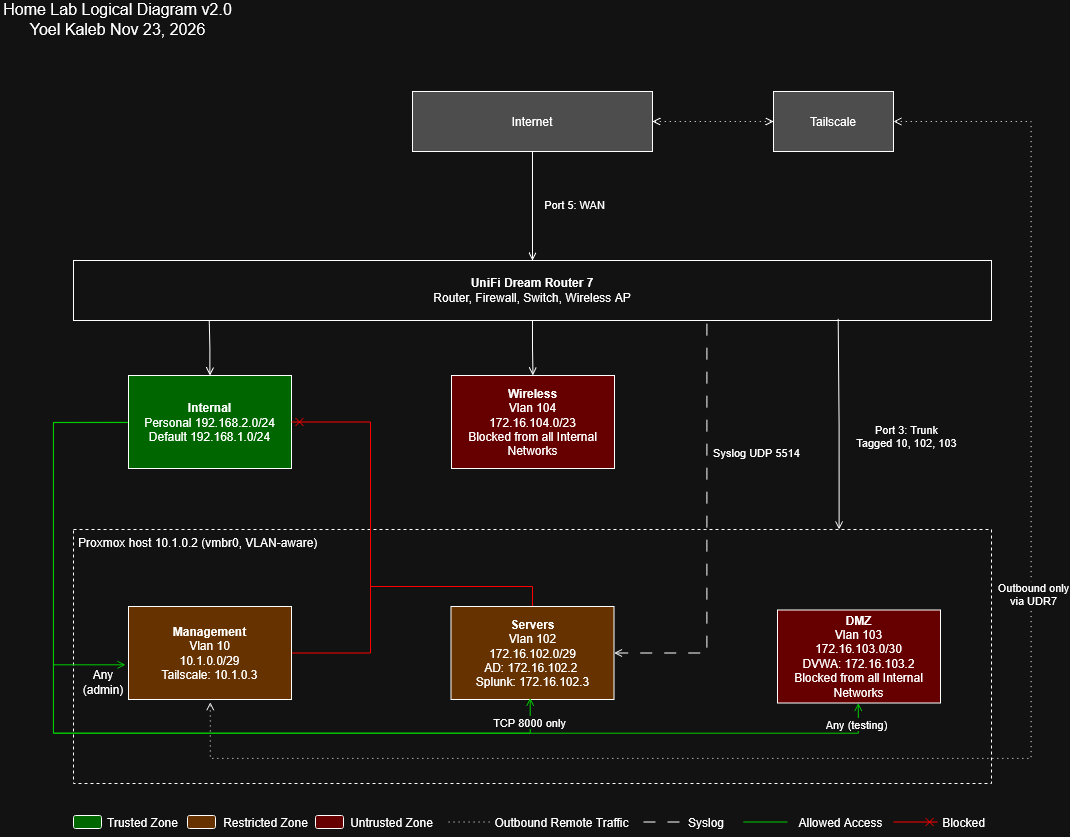 Home Lab Logical Diagram v2.0
Yoel Kaleb Nov 23, 2026
Internet
Tailscale
Port 5: WAN
UniFi Dream Router 7
Router, Firewall, Switch, Wireless AP
Internal
Personal 192.168.2.0/24
Default 192.168.1.0/24
Wireless
Vlan 104
172.16.104.0/23
Blocked from all Internal
Networks
Syslog UDP 5514
Port 3: Trunk
Tagged 10, 102, 103
Proxmox host 10.1.0.2 (vmbr0, VLAN-aware)
Outbound only
via UDR7
Management
Vlan 10
10.1.0.0/29
Tailscale: 10.1.0.3
Servers
Vlan 102
172.16.102.0/29
AD: 172.16.102.2
Splunk: 172.16.102.3
DMZ
Vlan 103
172.16.103.0/30
DVWA: 172.16.103.2
Blocked from all Internal
Networks
Any
(admin)
TCP 8000 only
Any (testing)
Trusted Zone
Restricted Zone
Untrusted Zone
Outbound Remote Traffic
Syslog
Allowed Access
Blocked